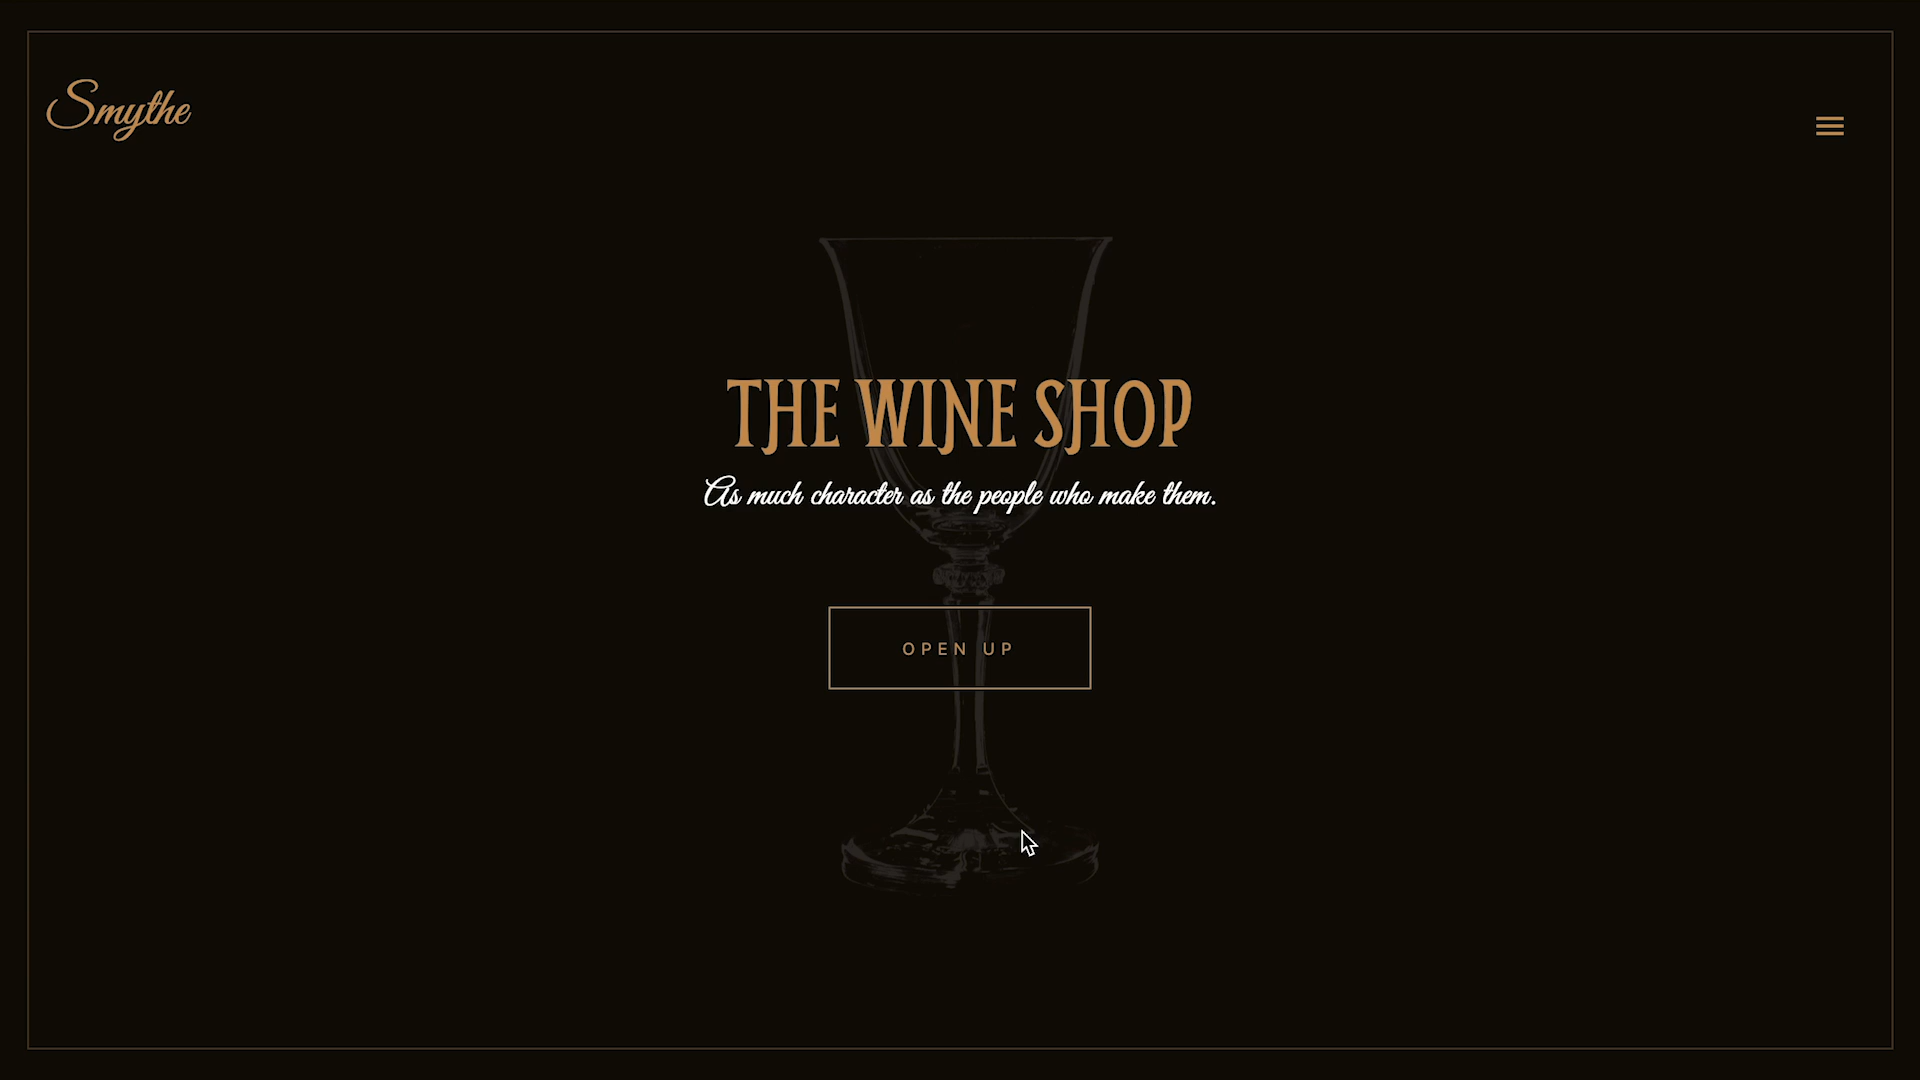 Smythe
THE WINE SHOP
As much character as the people who make them.
OPEN UP